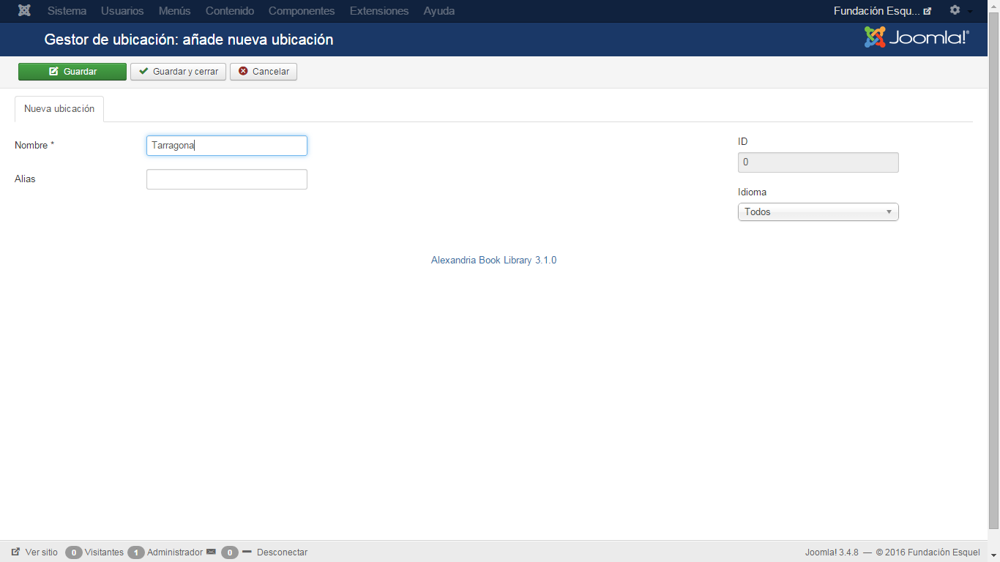 Sistema Usuarios Menús Contenido Componentes Extensiones Ayuda Fundación Esqu...
Gestor de ubicación: añade nueva ubicación Joomla!®
Guardar Guardar y cerrar Cancelar
Nueva ubicación
Nombre * Tarragona
Alias
ID
0
Idioma
Todos
Alexandria Book Library 3.1.0
Ver sitio 0 Visitantes 1 Administrador 0 Desconectar Joomla! 3.4.8 — © 2016 Fundación Esquel